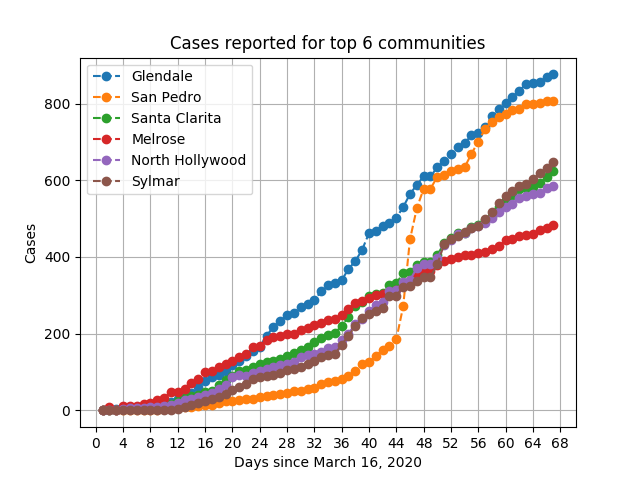 Cases reported for top 6 communities
Glendale
San Pedro
Santa Clarita
Melrose
North Hollywood
Sylmar
Cases
800
600
400
200
0
0 4 8 12 16 20 24 28 32 36 40 44 48 52 56 60 64 68
Days since March 16, 2020